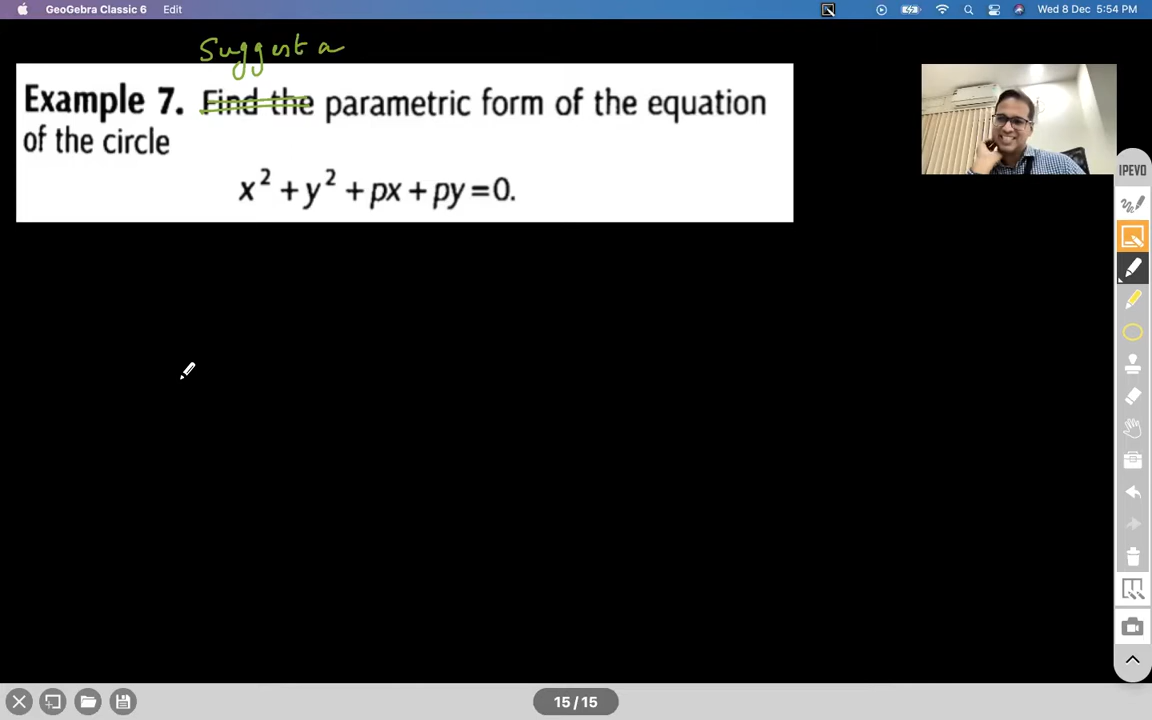 GeoGebra Classic 6 Edit Wed 8 Dec 5:54 PM
Suggest a
Example 7. Find the parametric form of the equation
of the circle
x² + y² + px + py = 0.
IPEVO
15 / 15